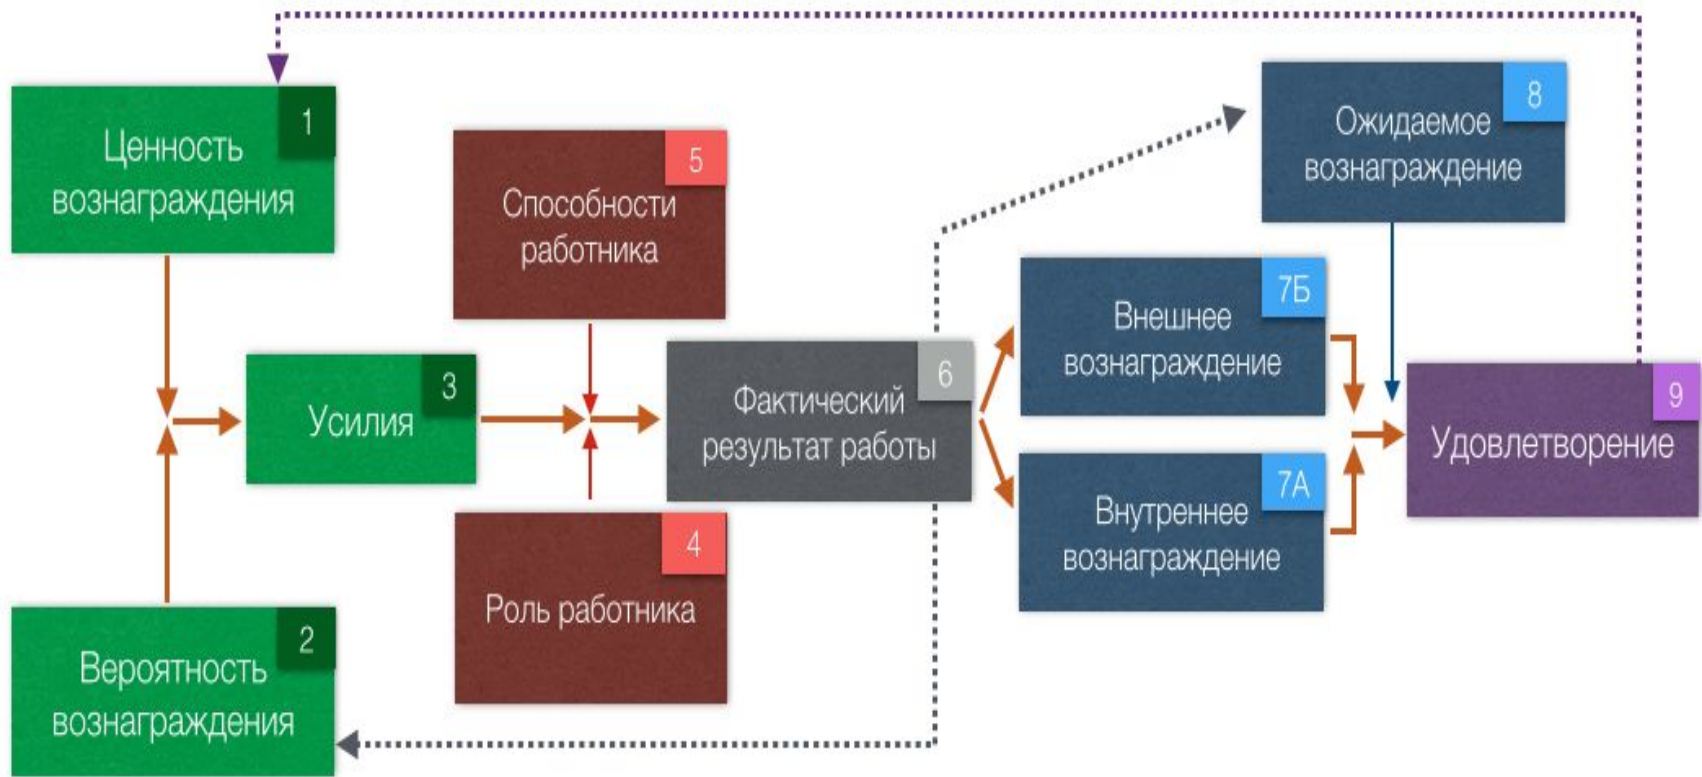 1
Ценность
вознаграждения
2
Вероятность
вознаграждения
3
Усилия
5
Способности
работника
4
Роль работника
6
Фактический
результат работы
7Б
Внешнее
вознаграждение
7А
Внутреннее
вознаграждение
8
Ожидаемое
вознаграждение
9
Удовлетворение